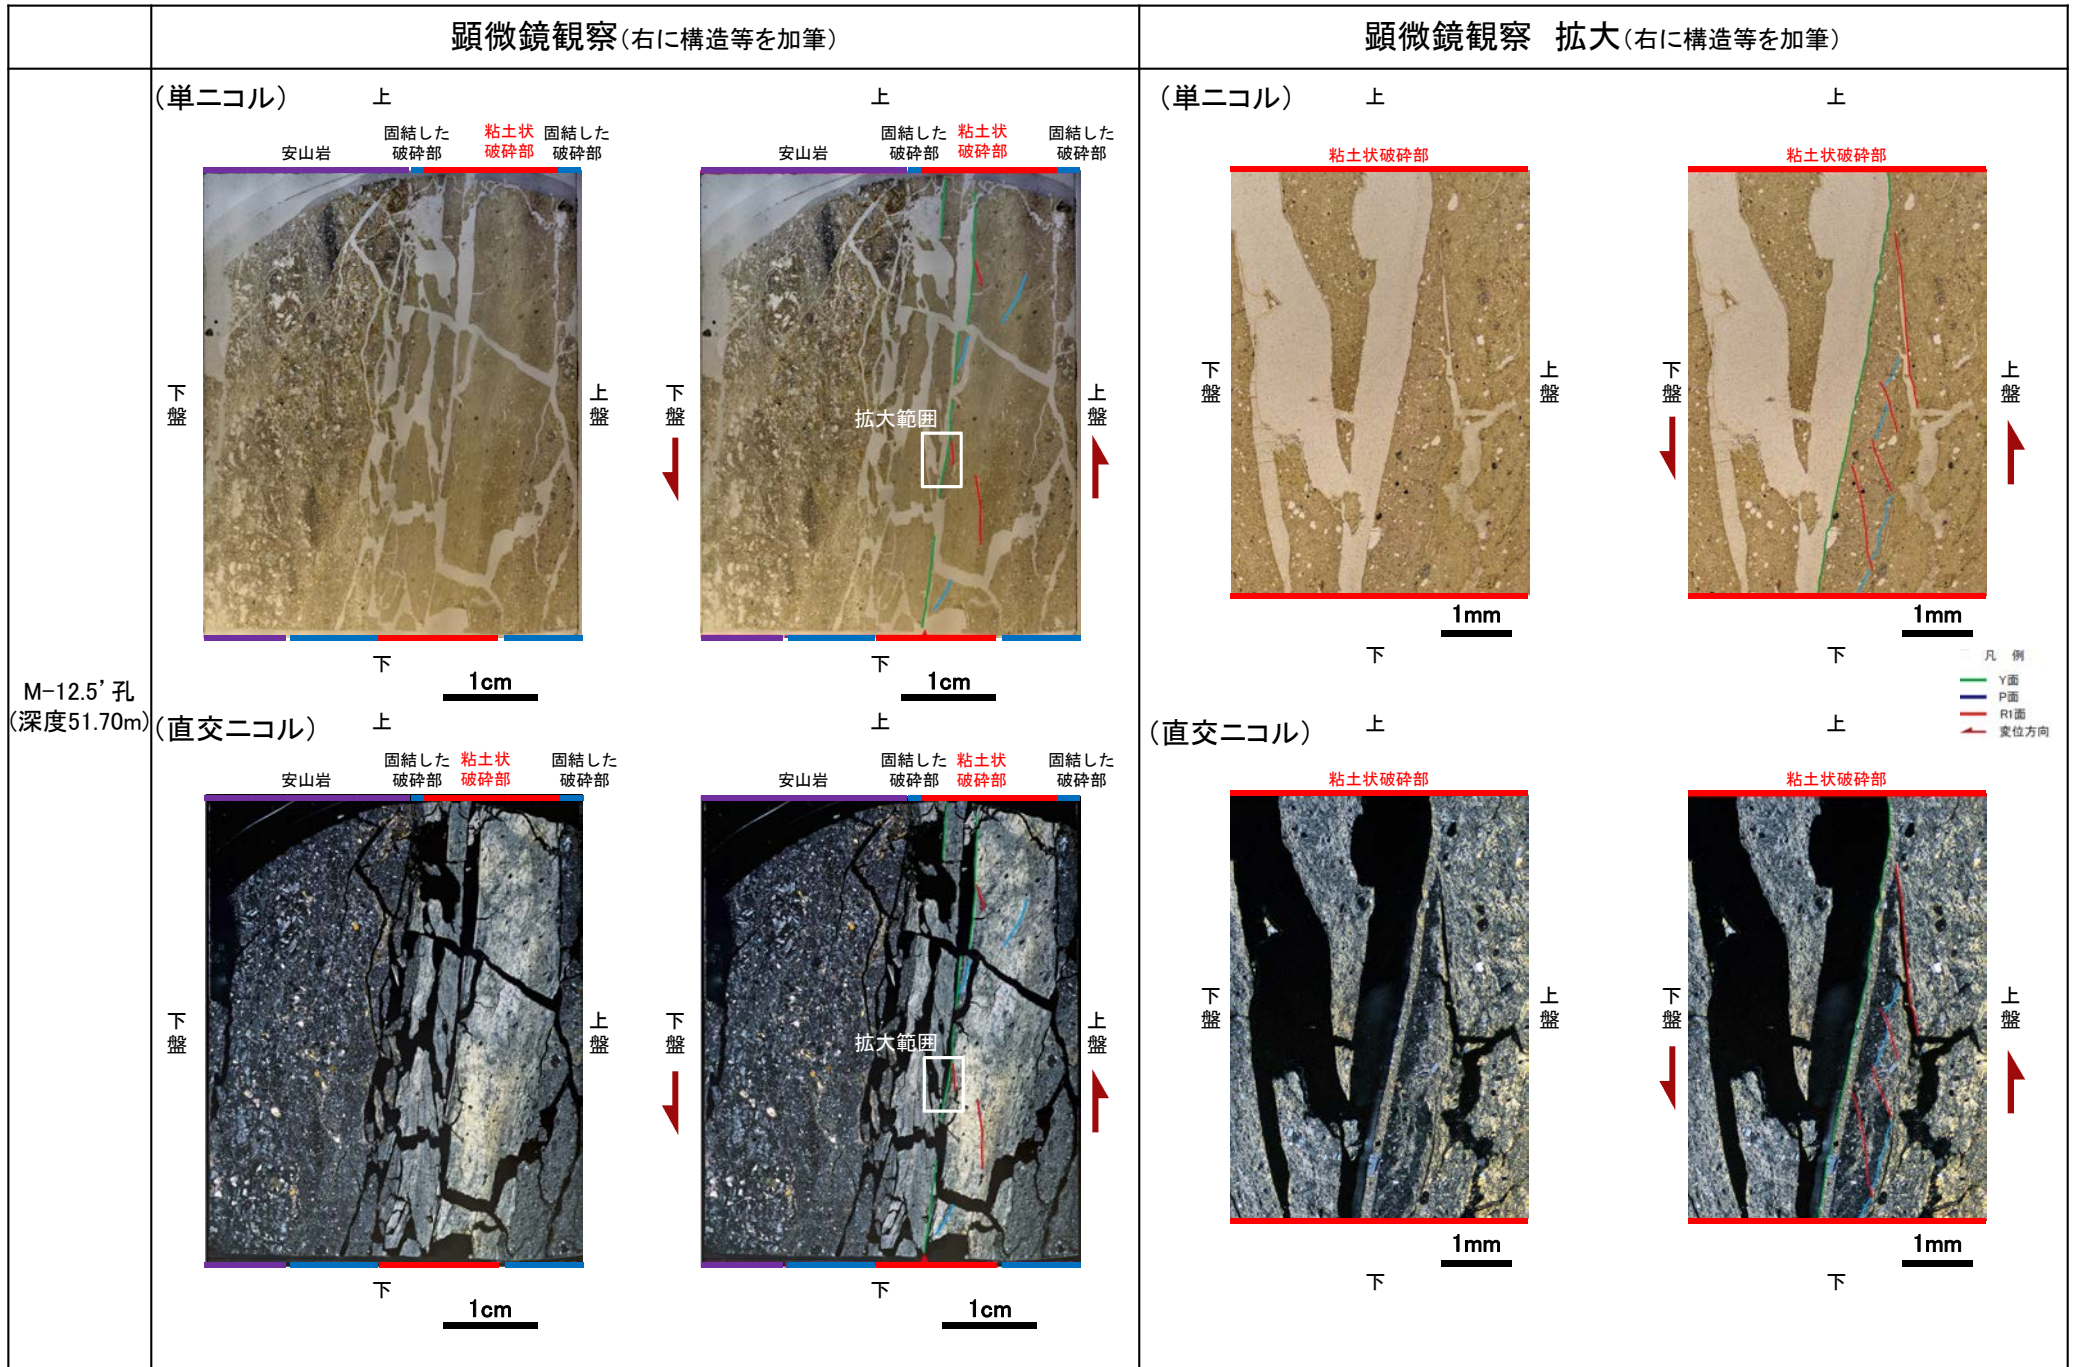 顕微鏡観察(右に構造等を加筆)
顕微鏡観察 拡大(右に構造等を加筆)
M-12.5’孔
(深度51.70m)
(単ニコル)
上
安山岩
固結した
破砕部
粘土状
破砕部
固結した
破砕部
下盤
上盤
下
1cm
上
安山岩
固結した
破砕部
粘土状
破砕部
固結した
破砕部
下盤
拡大範囲
上盤
下
1cm
(単ニコル)
上
粘土状破砕部
下盤
上盤
1mm
下
上
粘土状破砕部
下盤
上盤
1mm
下
凡 例
Y面
P面
R1面
変位方向
(直交ニコル)
上
安山岩
固結した
破砕部
粘土状
破砕部
固結した
破砕部
下盤
上盤
下
1cm
上
安山岩
固結した
破砕部
粘土状
破砕部
固結した
破砕部
下盤
拡大範囲
上盤
下
1cm
(直交ニコル)
上
粘土状破砕部
下盤
上盤
1mm
下
上
粘土状破砕部
下盤
上盤
1mm
下